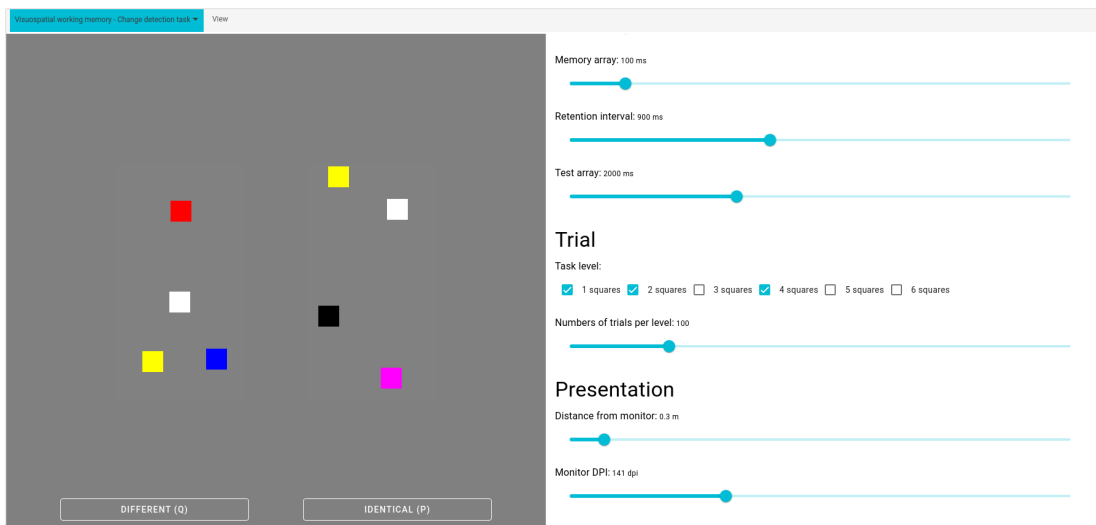 Visuospatial working memory - Change detection task
View
Memory array: 100 ms
Retention interval: 900 ms
Test array: 2000 ms
Trial
Task level:
1 squares 2 squares 3 squares 4 squares 5 squares 6 squares
Numbers of trials per level: 100
Presentation
Distance from monitor: 0.3 m
Monitor DPI: 141 dpi
DIFFERENT (Q)
IDENTICAL (P)